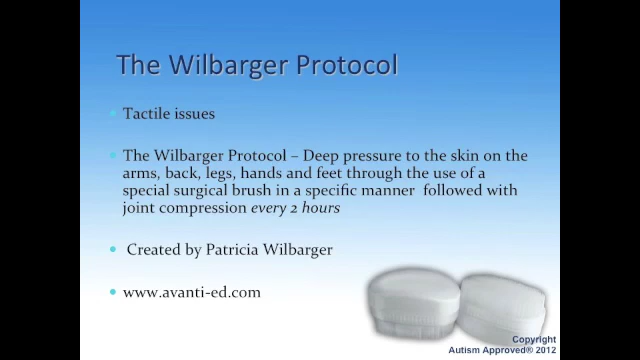 The Wilbarger Protocol
Tactile issues
The Wilbarger Protocol – Deep pressure to the skin on the
arms, back, legs, hands and feet through the use of a
special surgical brush in a specific manner followed with
joint compression every 2 hours
Created by Patricia Wilbarger
www.avanti-ed.com
Copyright
Autism Approved® 2012